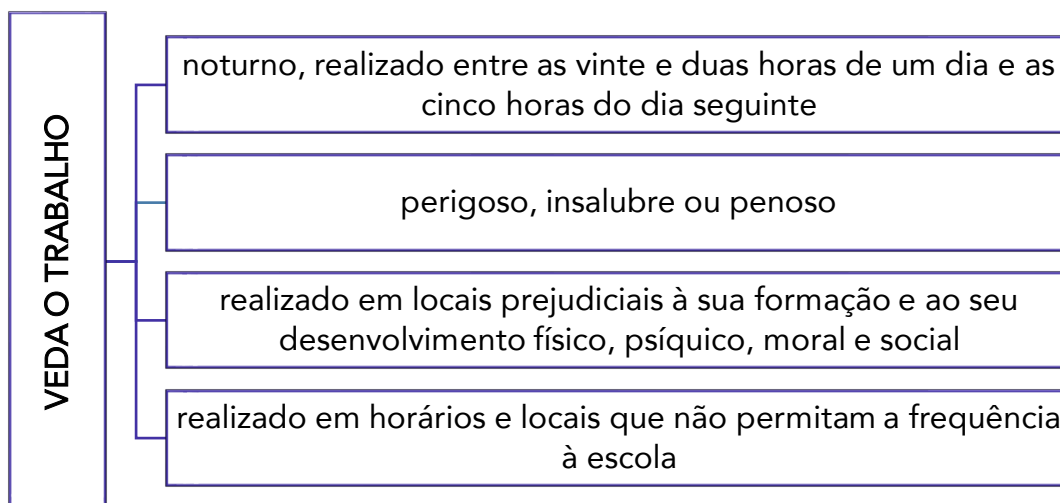 VEDA O TRABALHO
noturno, realizado entre as vinte e duas horas de um dia e as
cinco horas do dia seguinte
perigoso, insalubre ou penoso
realizado em locais prejudiciais à sua formação e ao seu
desenvolvimento físico, psíquico, moral e social
realizado em horários e locais que não permitam a frequência
à escola